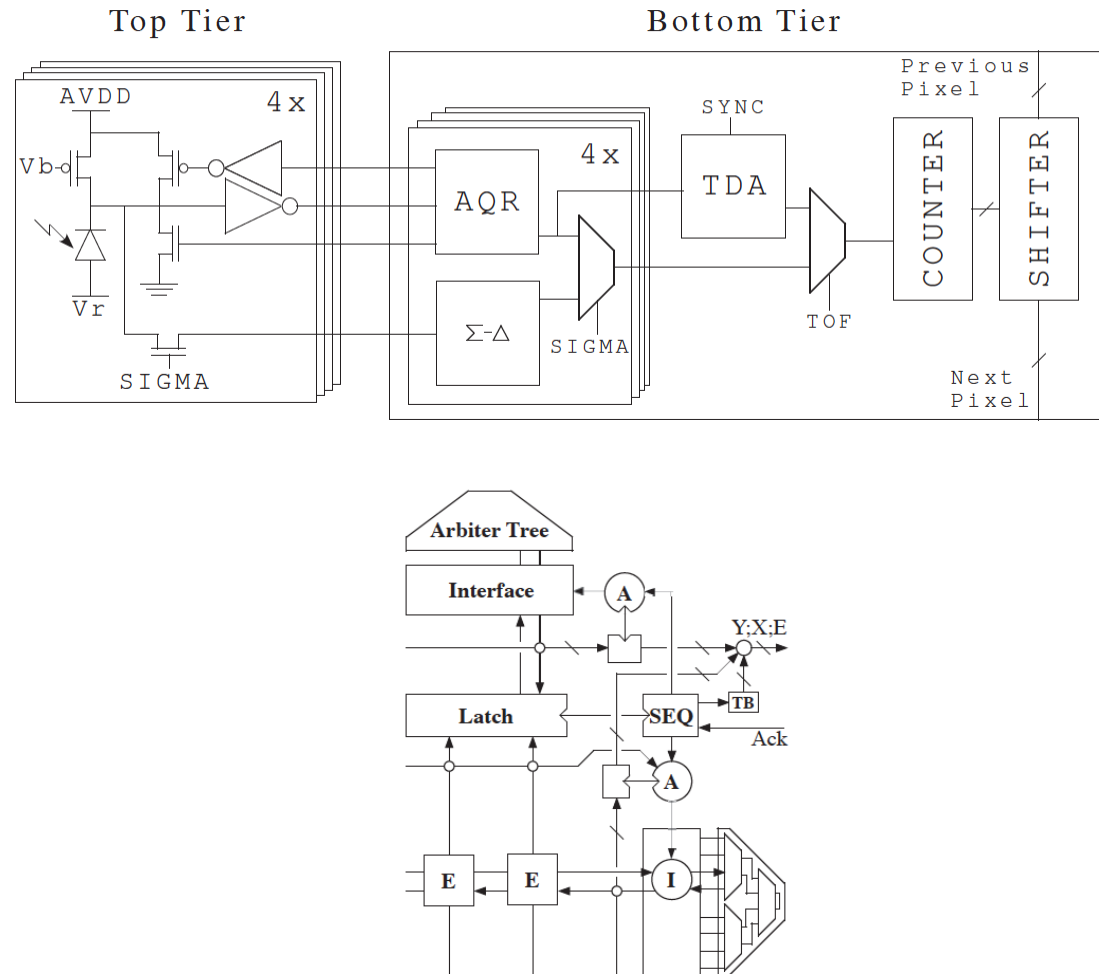 Top Tier
Bottom Tier
AVDD
4x
Vb
Vr
SIGMA
4x
AQR
Σ-Δ
SIGMA
SYNC
TDA
TOF
COUNTER
SHIFTER
Previous
Pixel
Next
Pixel
Arbiter Tree
Interface
A
Y;X;E
Latch
SEQ
TB
Ack
A
E
E
I